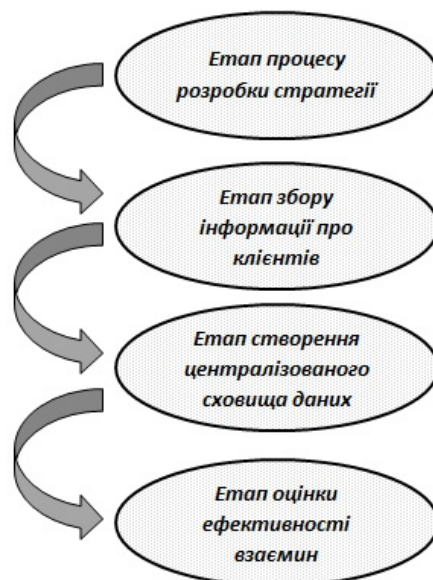 Етап процесу
розробки стратегії
Етап збору
інформації про
клієнтів
Етап створення
централізованого
сховища даних
Етап оцінки
ефективності
взаємин